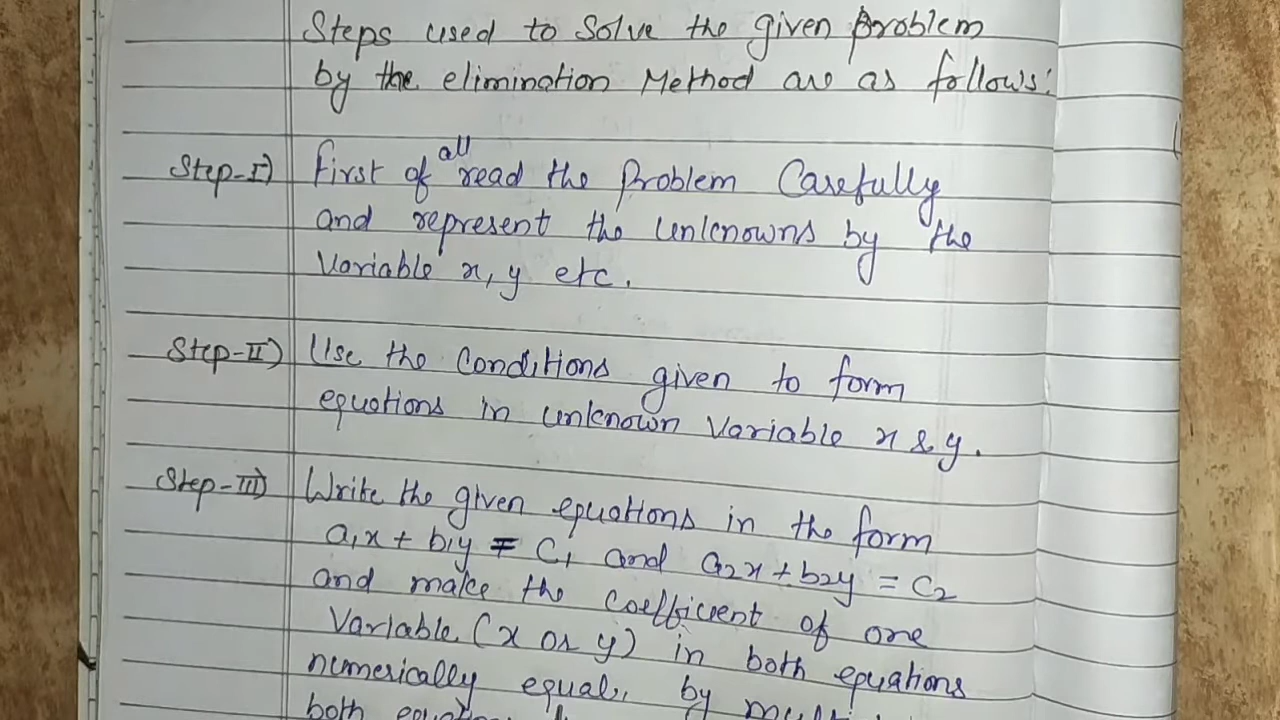 Steps used to solve the given problem
by the elimination Method are as follows:
Step-I) First of all read the Problem Carefully
and represent the unknowns by the
Variable x, y etc.
Step-II) Use the Conditions given to form
equations in unknown Variable x & y.
Step-III) Write the given equations in the form
a₁x + b₁y = C₁ and a₂x + b₂y = C₂
and make the coefficient of one
Variable (x or y) in both equations
numerically equal, by
both